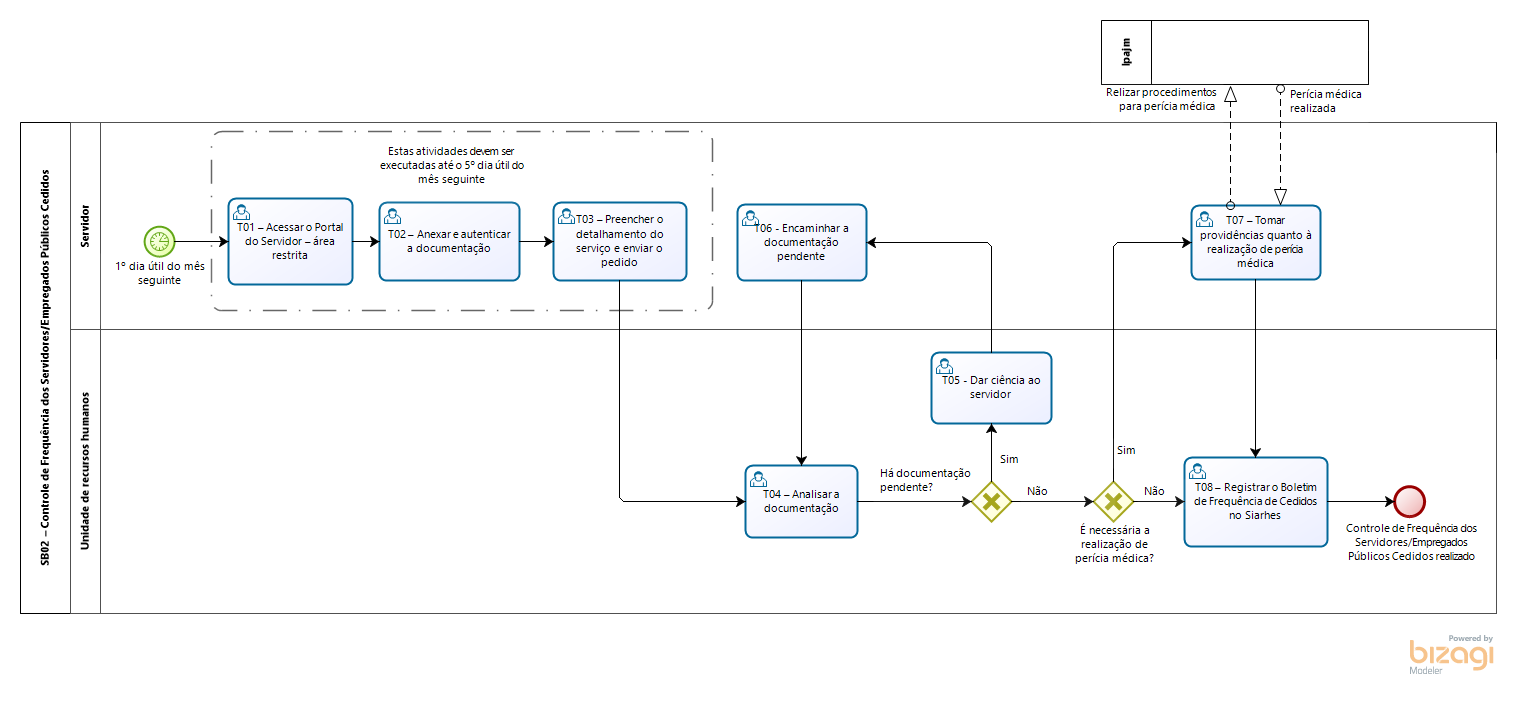 Ipajm
Relizar procedimentos
para perícia médica
Perícia médica
realizada
SB02 – Controle de Frequência dos Servidores/Empregados Públicos Cedidos
Servidor
Estas atividades devem ser
executadas até o 5º dia útil do
mês seguinte
1º dia útil do mês
seguinte
T01 – Acessar o Portal
do Servidor – área
restrita
T02 – Anexar e autenticar
a documentação
T03 – Preencher o
detalhamento do
serviço e enviar o
pedido
T06 - Encaminhar a
documentação
pendente
T07 – Tomar
providências quanto à
realização de perícia
médica
Unidade de recursos humanos
T05 - Dar ciência ao
servidor
Sim
Sim
T04 – Analisar a
documentação
Há documentação
pendente?
Não
É necessária a
realização de
perícia médica?
Não
T08 – Registrar o Boletim
de Frequência de Cedidos
no Siarhes
Controle de Frequência dos
Servidores/Empregados
Públicos Cedidos realizado
Powered by
bizagi
Modeler